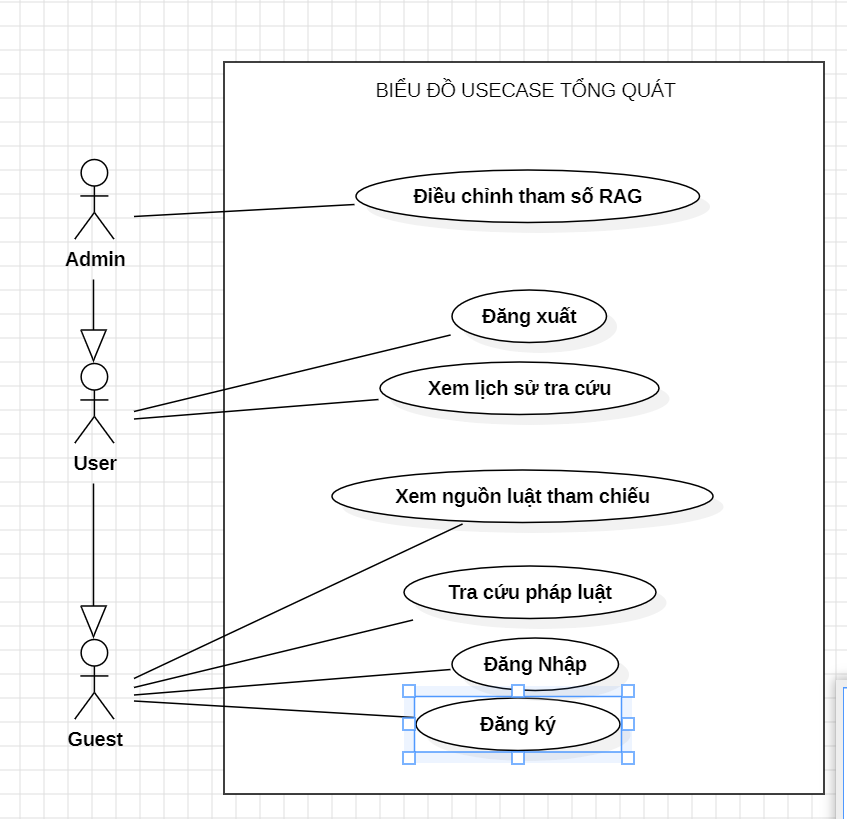 BIỂU ĐỒ USECASE TỔNG QUÁT
Điều chỉnh tham số RAG
Admin
Đăng xuất
Xem lịch sử tra cứu
User
Xem nguồn luật tham chiếu
Tra cứu pháp luật
Đăng Nhập
Đăng ký
Guest